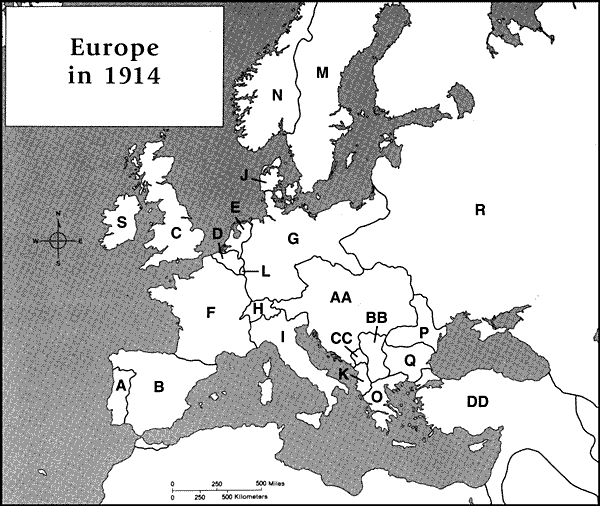 Europe
in 1914
M
N
J
R
E
S
C
D
G
L
AA
F
H
BB
P
I
CC
Q
K
A
B
O
DD
N
W
E
S
0 250 500 Miles
0 250 500 Kilometers